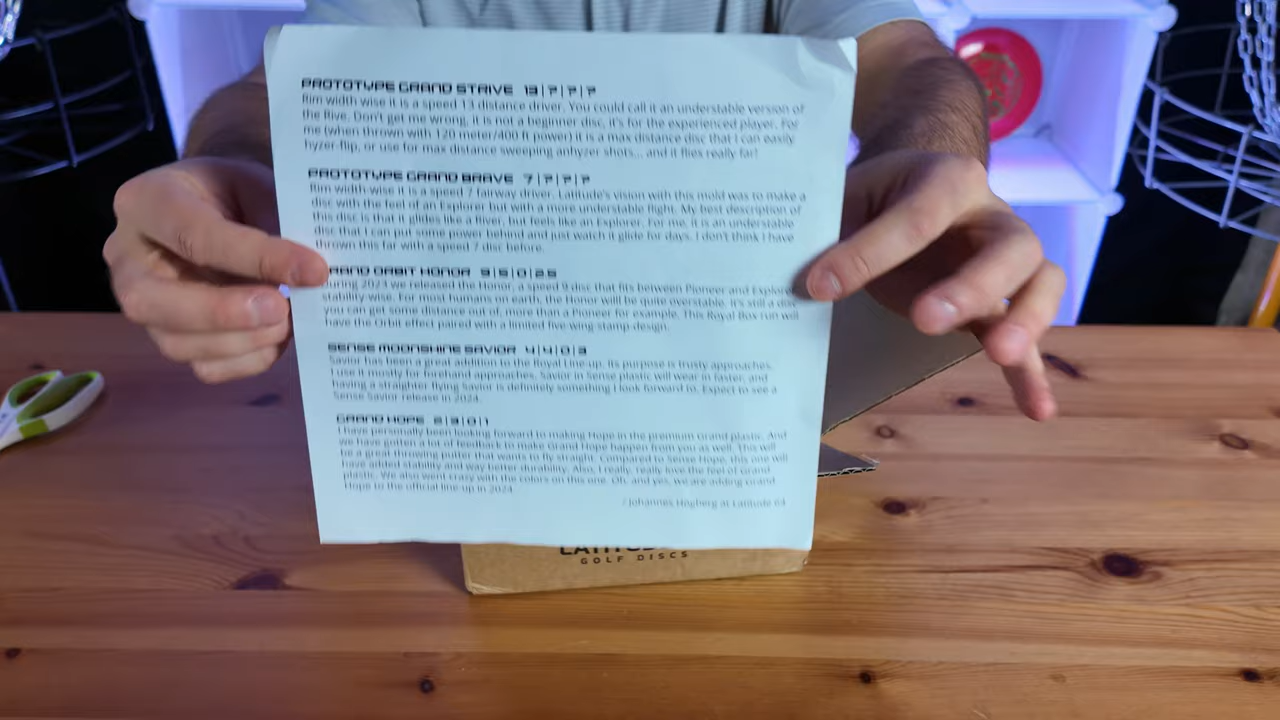 PROTOTYPE GRAND STRIVE 13|?|?|?
Rim width wise it is a speed 13 distance driver. You could call it an understable version of
the Rive. Don't get me wrong, it is not a beginner disc, it's for the experienced player. For
me (when thrown with 120 meter/400 ft power) it is a max distance disc that I can easily
hyzer-flip, or use for max distance sweeping anhyzer shots... and it flies really far!
PROTOTYPE GRAND BRAVE 7|?|?|?
Rim width-wise it is a speed 7 fairway driver. Latitude's vision with this mold was to make a
disc with the feel of an Explorer but with a more understable flight. My best description of
this disc is that it glides like a River, but feels like an Explorer. For me, it is an understable
disc that I can put some power behind and just watch it glide for days. I don't think I have
thrown this far with a speed 7 disc before.
GRAND ORBIT HONOR 9|5|0|2.5
During 2023 we released the Honor, a speed 9 disc that fits between Pioneer and Explorer
stability-wise. For most humans on earth, the Honor will be quite overstable. It's still a disc
you can get some distance out of, more than a Pioneer for example. This Royal Box run will
have the Orbit effect paired with a limited five-wing stamp-design.
SENSE MOONSHINE SAVIOR 4|4|0|3
Savior has been a great addition to the Royal Line-up. Its purpose is trusty approaches.
I use it mostly for forehand approaches. Savior in Sense plastic will wear in faster, and
having a straighter flying Savior is definitely something I look forward to. Expect to see a
Sense Savior release in 2024.
GRAND HOPE 2|3|0|1
I have personally been looking forward to making Hope in the premium Grand plastic. And
we have gotten a lot of feedback to make Grand Hope happen from you as well. This will
be a great throwing putter that wants to fly straight. Compared to Sense Hope, this one will
have added stability and way better durability. Also, I really, really love the feel of Grand
plastic. We also went crazy with the colors on this one. Oh, and yes, we are adding Grand
Hope to the official line-up in 2024.
/ Johannes Högberg at Latitude 64
GOLF DISCS